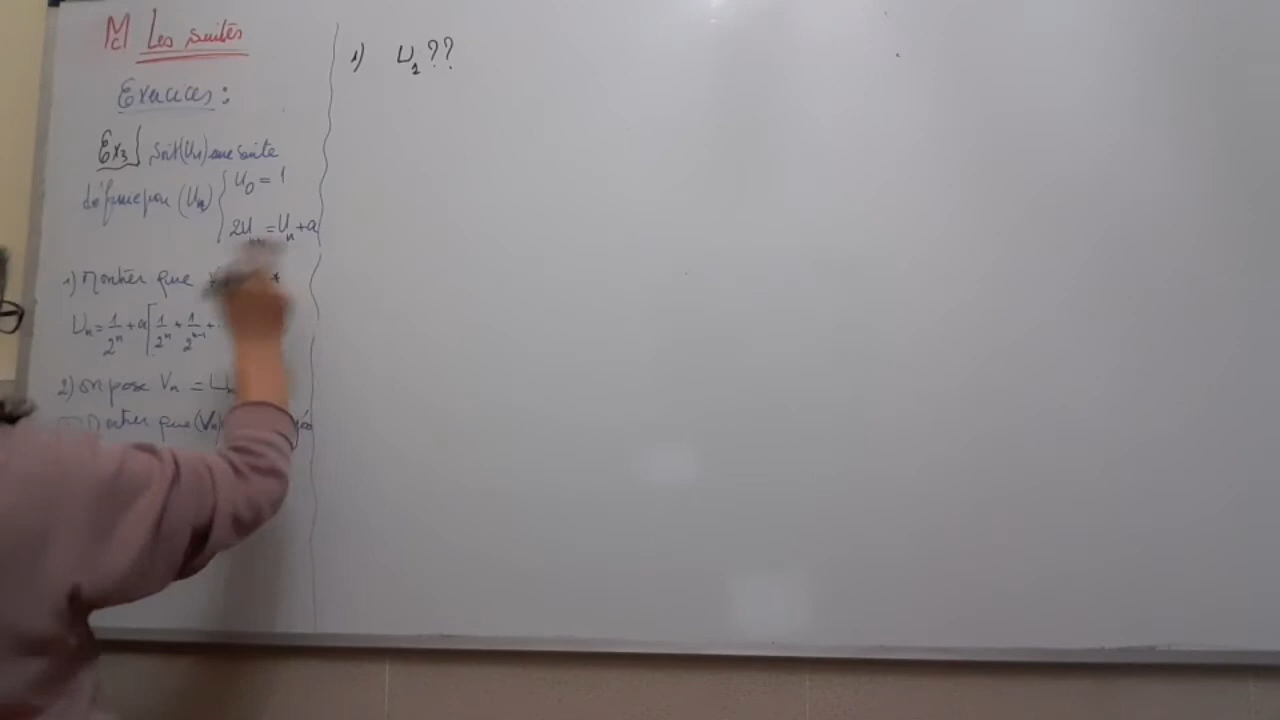 M Les suites
C
Exercices :
Ex3] Soit (Un) une suite
définie par (Un) { U0 = 1
2U = Un + a
1) Montrer que
Un = 1/2^n + a[1/2^n + 1/2^n-1 +
2) on pose Vn = U
Montrer que (Vn)
1) U2 ??